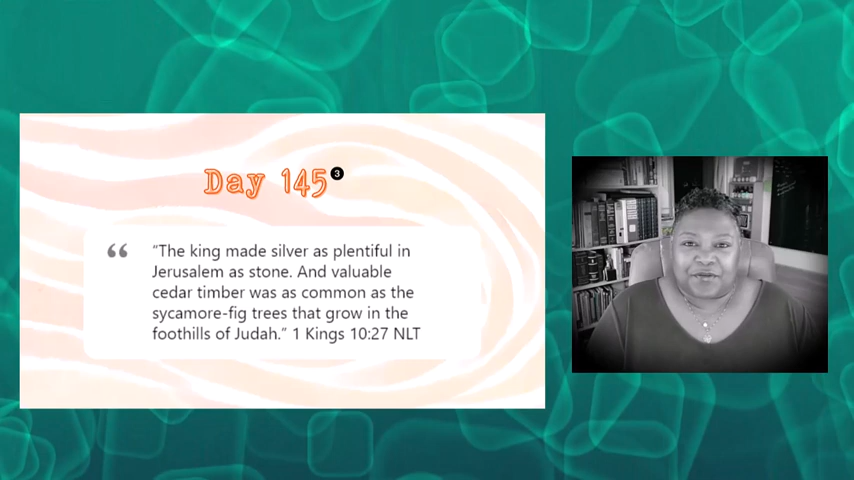 Day 145 3
“ “The king made silver as plentiful in
Jerusalem as stone. And valuable
cedar timber was as common as the
sycamore-fig trees that grow in the
foothills of Judah.” 1 Kings 10:27 NLT